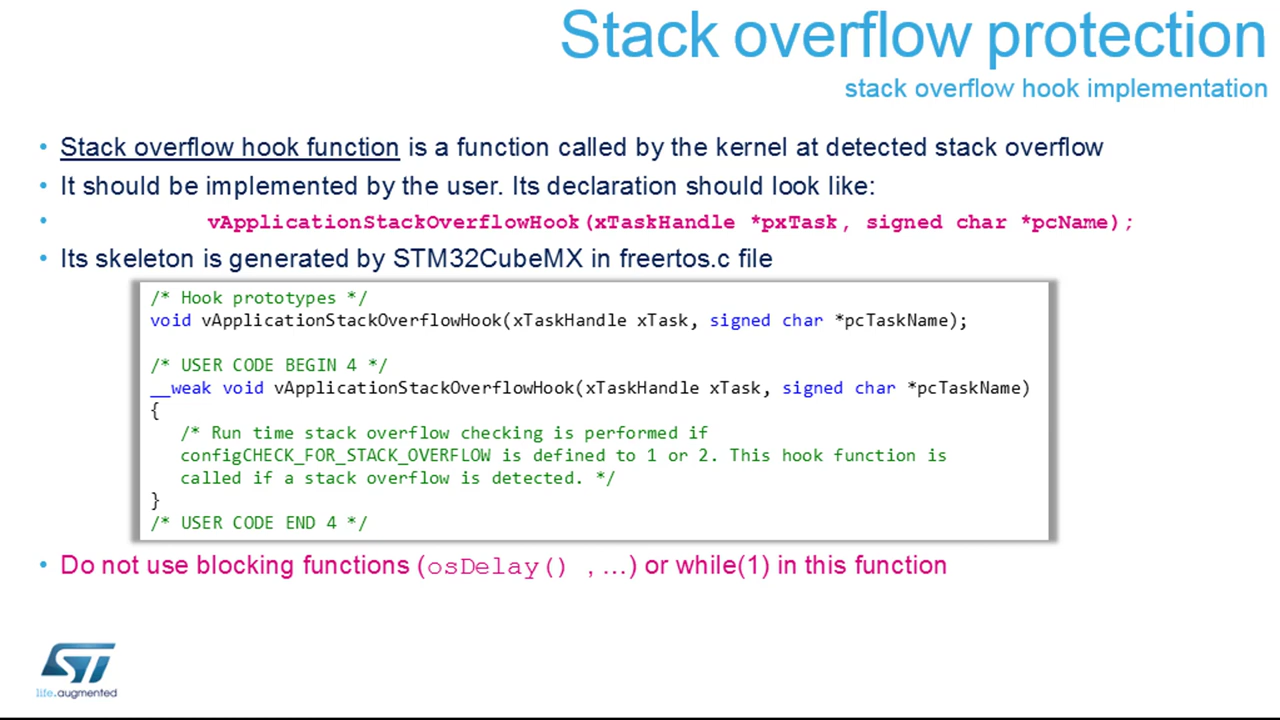 Stack overflow protection
stack overflow hook implementation
• Stack overflow hook function is a function called by the kernel at detected stack overflow
• It should be implemented by the user. Its declaration should look like:
• vApplicationStackOverflowHook(xTaskHandle *pxTask, signed char *pcName);
• Its skeleton is generated by STM32CubeMX in freertos.c file
/* Hook prototypes */
void vApplicationStackOverflowHook(xTaskHandle xTask, signed char *pcTaskName);
/* USER CODE BEGIN 4 */
__weak void vApplicationStackOverflowHook(xTaskHandle xTask, signed char *pcTaskName)
{
/* Run time stack overflow checking is performed if
configCHECK_FOR_STACK_OVERFLOW is defined to 1 or 2. This hook function is
called if a stack overflow is detected. */
}
/* USER CODE END 4 */
• Do not use blocking functions (osDelay() , …) or while(1) in this function
ST
life.augmented